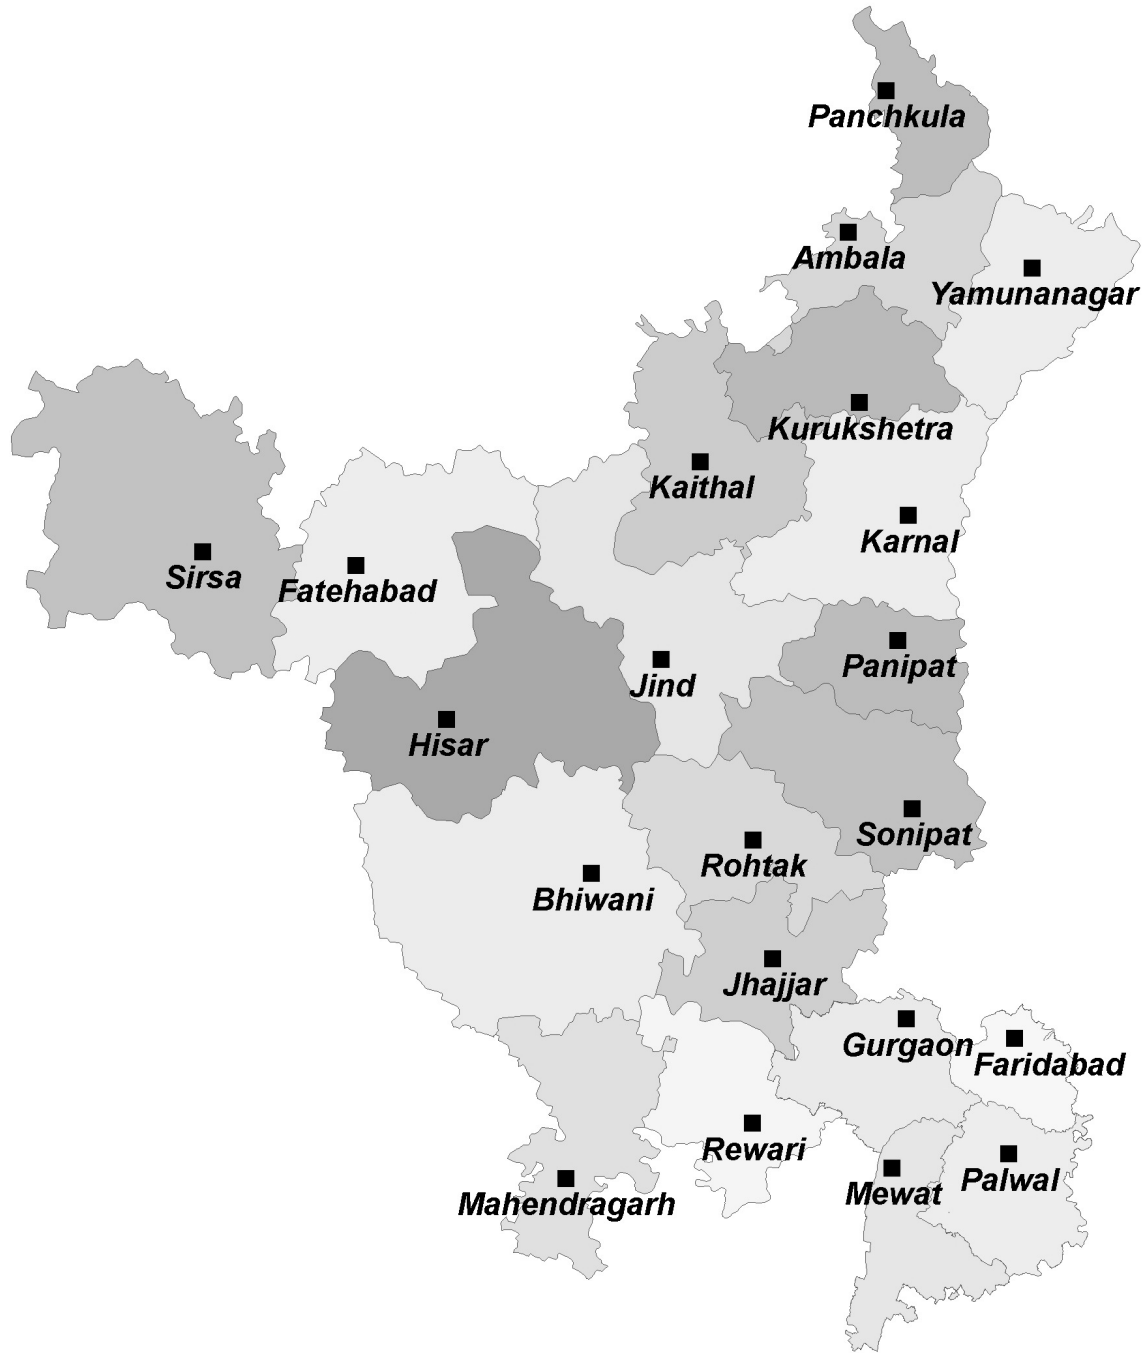 Panchkula
Ambala
Yamunanagar
Kurukshetra
Kaithal
Karnal
Sirsa
Fatehabad
Panipat
Jind
Hisar
Sonipat
Rohtak
Bhiwani
Jhajjar
Gurgaon
Faridabad
Rewari
Palwal
Mewat
Mahendragarh